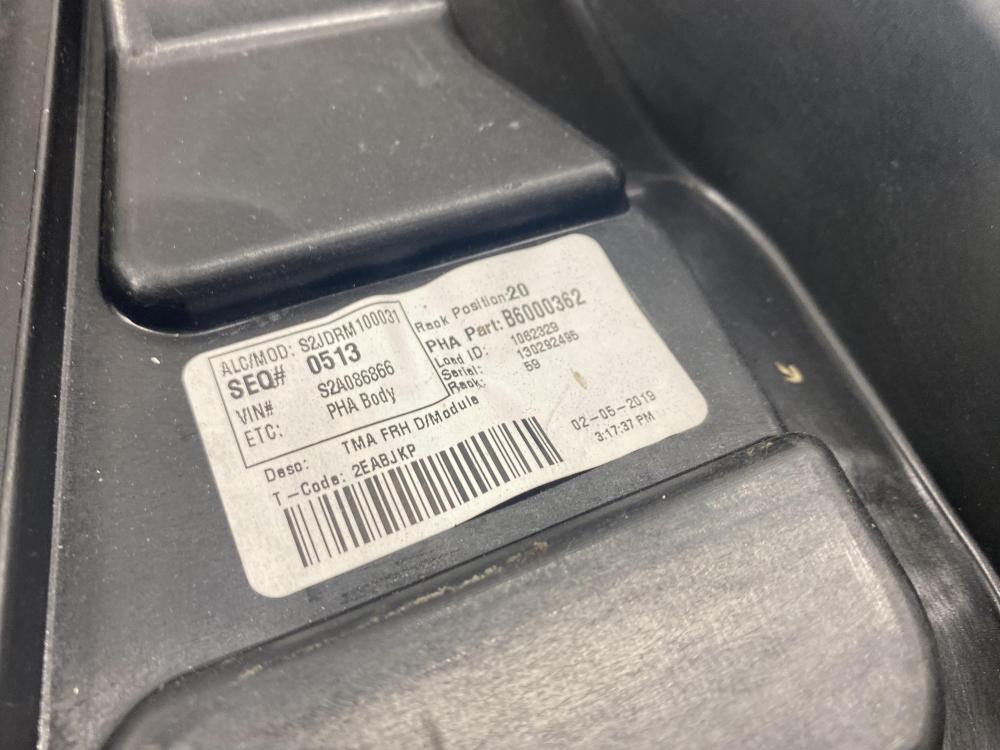 ALC/MOD: S2JDRM100031
SEQ# 0513
VIN# S2A086866
ETC: PHA Body
Rack Position:20
PHA Part: B6000362
Load ID: 1062329
Serial: 130292495
Rack: 59
Desc: TMA FRH D/Module
T-Code: 2EABJKP
02-05-2019
3:17:37 PM